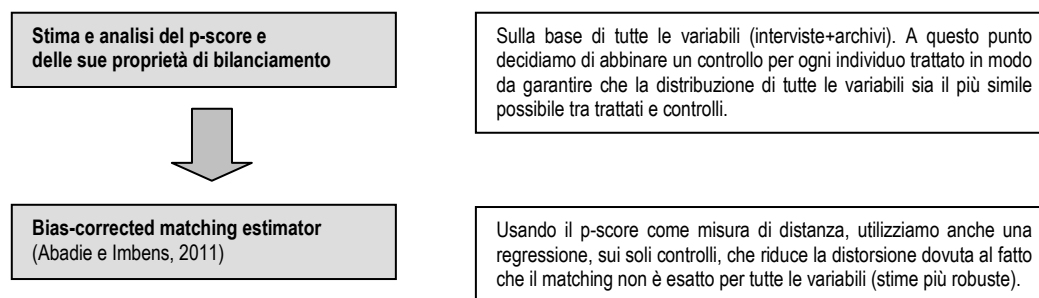 Stima e analisi del p-score e
delle sue proprietà di bilanciamento
Sulla base di tutte le variabili (interviste+archivi). A questo punto
decidiamo di abbinare un controllo per ogni individuo trattato in modo
da garantire che la distribuzione di tutte le variabili sia il più simile
possibile tra trattati e controlli.
Bias-corrected matching estimator
(Abadie e Imbens, 2011)
Usando il p-score come misura di distanza, utilizziamo anche una
regressione, sui soli controlli, che riduce la distorsione dovuta al fatto
che il matching non è esatto per tutte le variabili (stime più robuste).